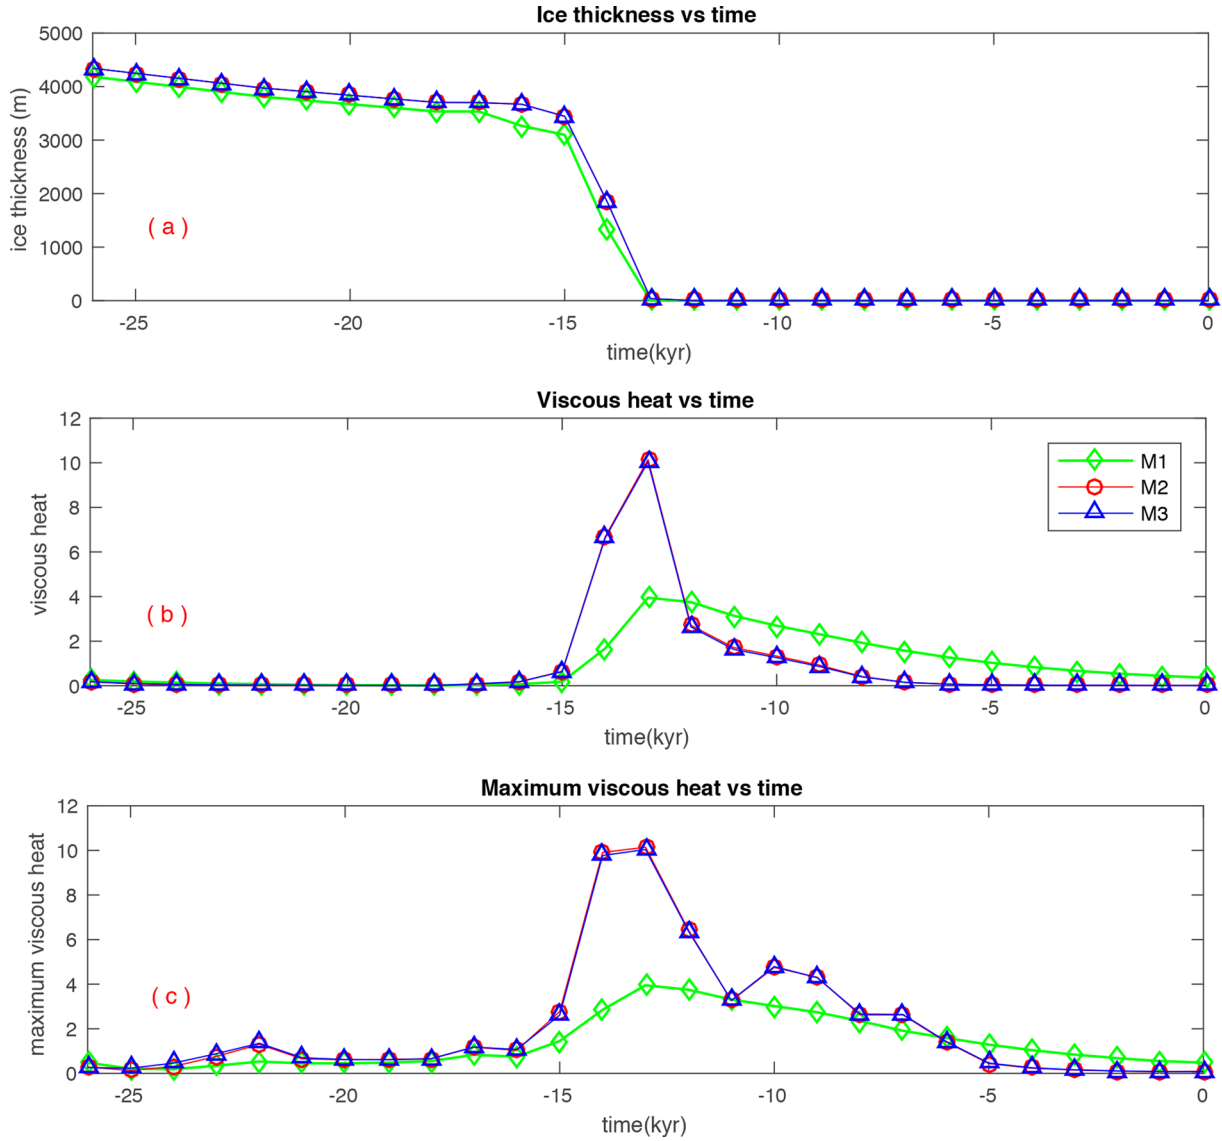 Ice thickness vs time
5000
4000
3000
2000
1000
0
ice thickness (m)
( a )
-25 -20 -15 -10 -5 0
time(kyr)
Viscous heat vs time
12
10
8
6
4
2
0
viscous heat
( b )
M1
M2
M3
-25 -20 -15 -10 -5 0
time(kyr)
Maximum viscous heat vs time
12
10
8
6
4
2
0
maximum viscous heat
( c )
-25 -20 -15 -10 -5 0
time(kyr)